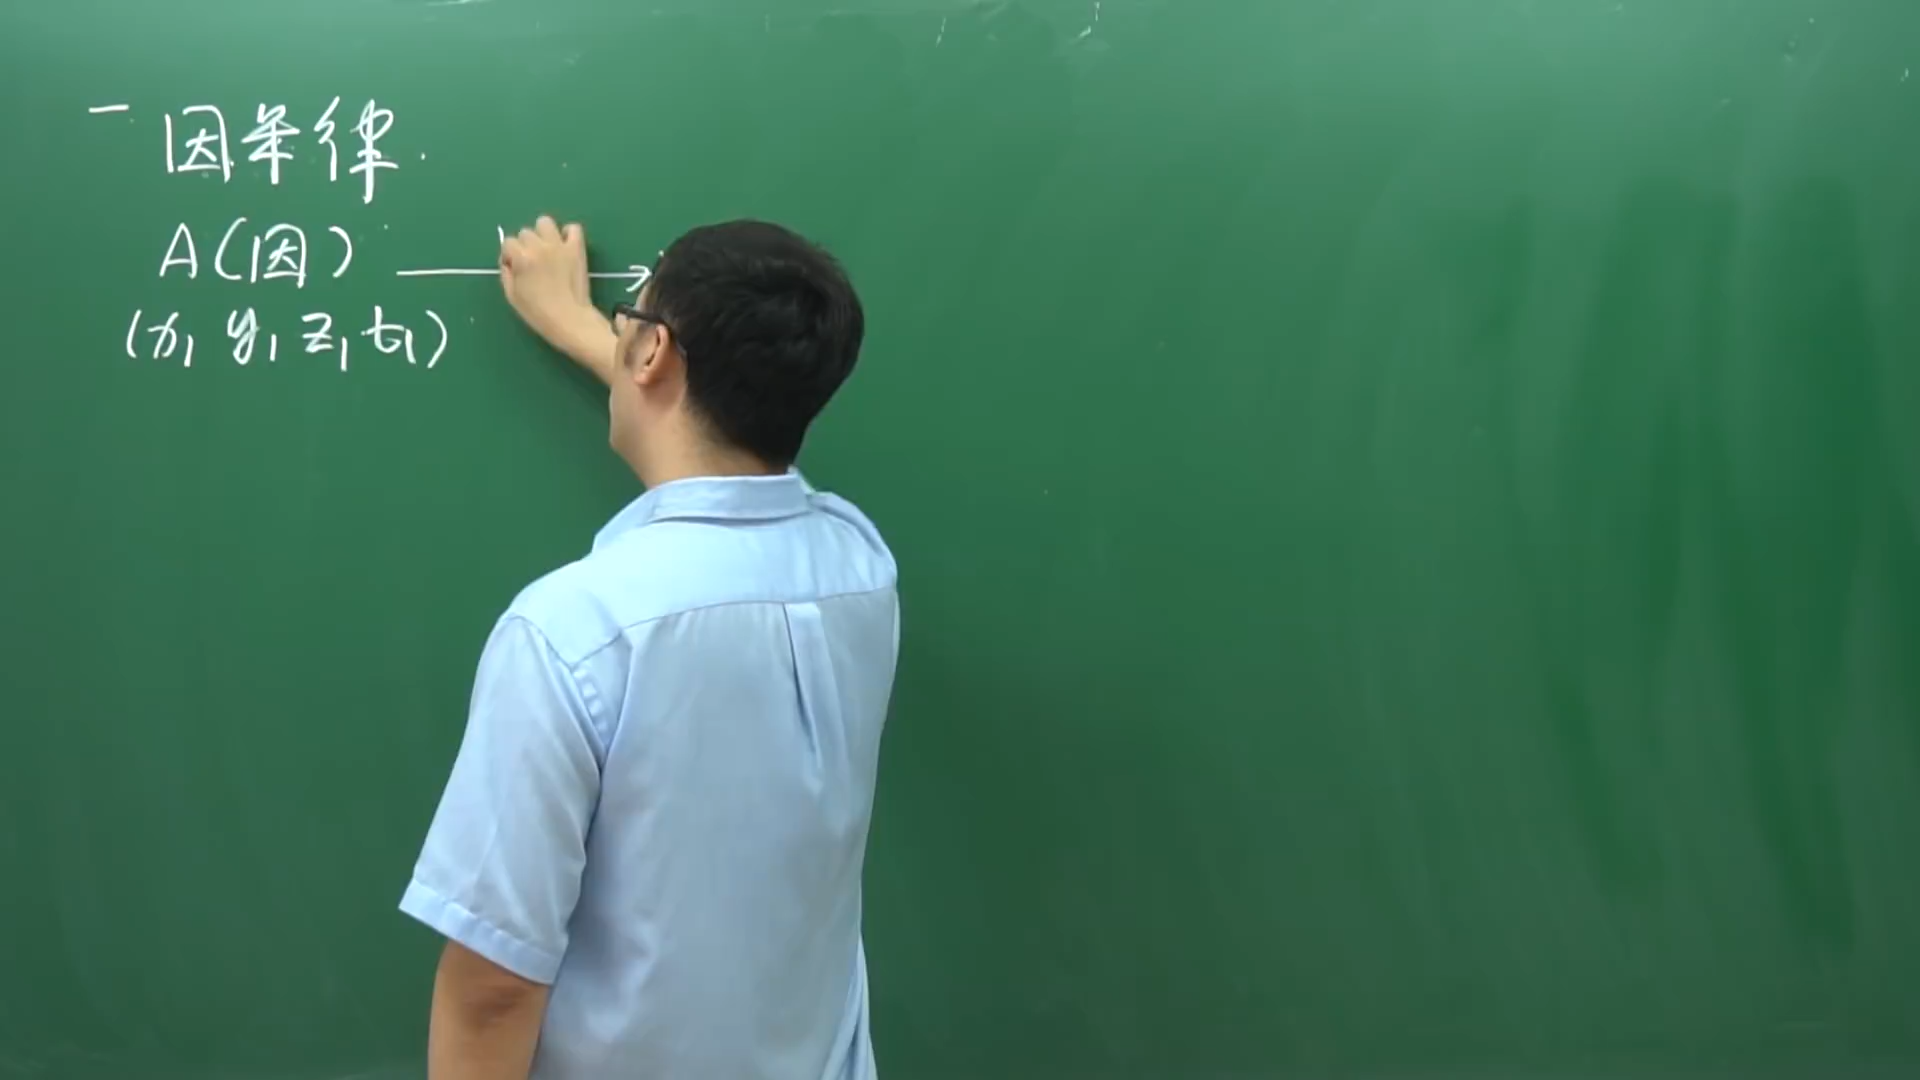 一. 因果律.
A(因) →
(x₁ y₁ z₁ t₁)